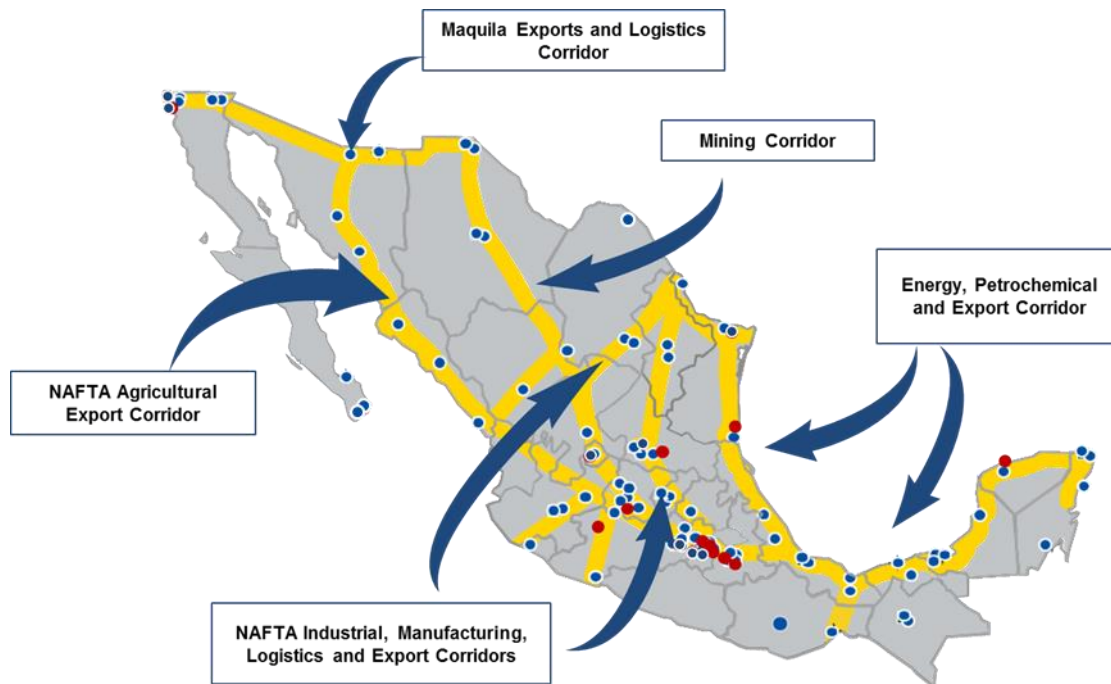 Maquila Exports and Logistics
Corridor
Mining Corridor
Energy, Petrochemical
and Export Corridor
NAFTA Agricultural
Export Corridor
NAFTA Industrial, Manufacturing,
Logistics and Export Corridors